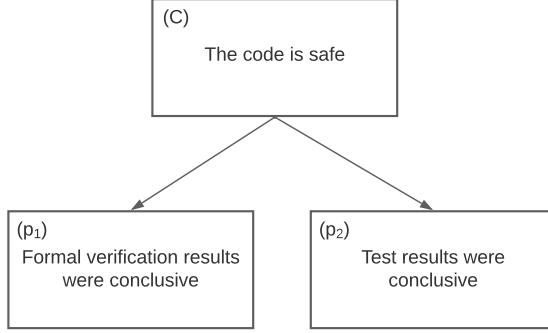 (C)
The code is safe
(p₁)
Formal verification results
were conclusive
(p₂)
Test results were
conclusive